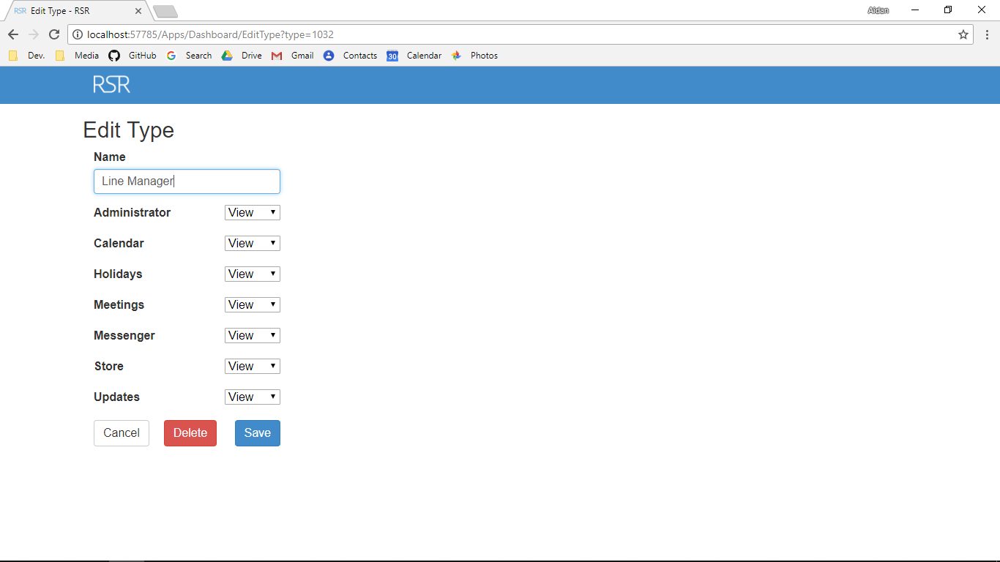 RSR Edit Type - RSR
Aidan
localhost:57785/Apps/Dashboard/EditType?type=1032
Dev. Media GitHub Search Drive Gmail 30 Calendar Contacts Photos
RSR
Edit Type
Name
Line Manager
Administrator View
Calendar View
Holidays View
Meetings View
Messenger View
Store View
Updates View
Cancel Delete Save